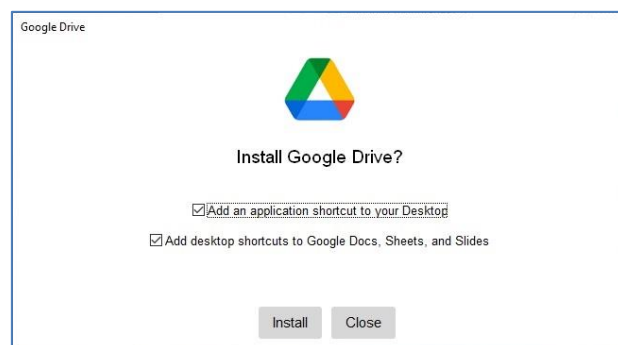 Google Drive
Install Google Drive?
Add an application shortcut to your Desktop
Add desktop shortcuts to Google Docs, Sheets, and Slides
Install Close